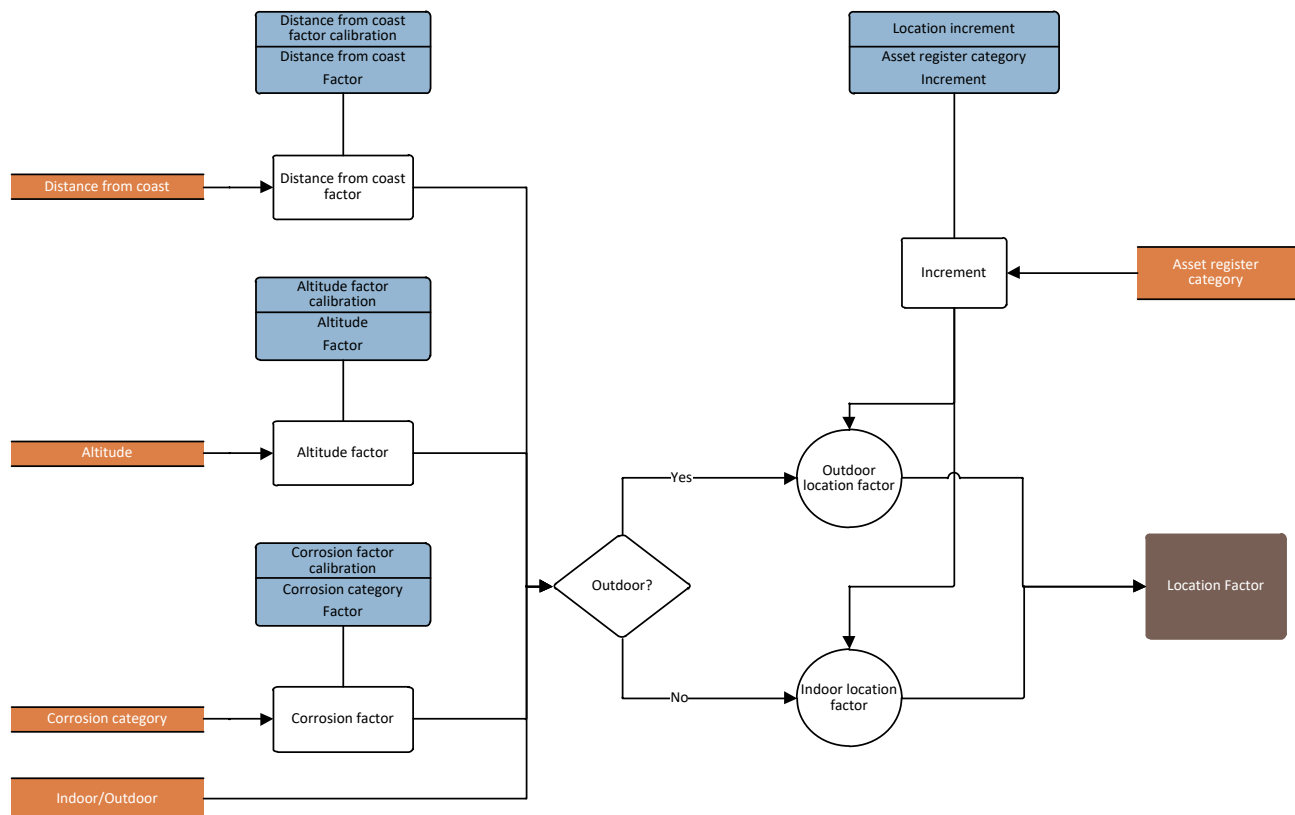 Distance from coast
factor calibration
Distance from coast
Factor
Location increment
Asset register category
Increment
Distance from coast
Distance from coast
factor
Increment
Asset register
category
Altitude factor
calibration
Altitude
Factor
Altitude
Altitude factor
Yes
Outdoor
location factor
Corrosion factor
calibration
Corrosion category
Factor
Outdoor?
Location Factor
No
Indoor location
factor
Corrosion category
Corrosion factor
Indoor/Outdoor